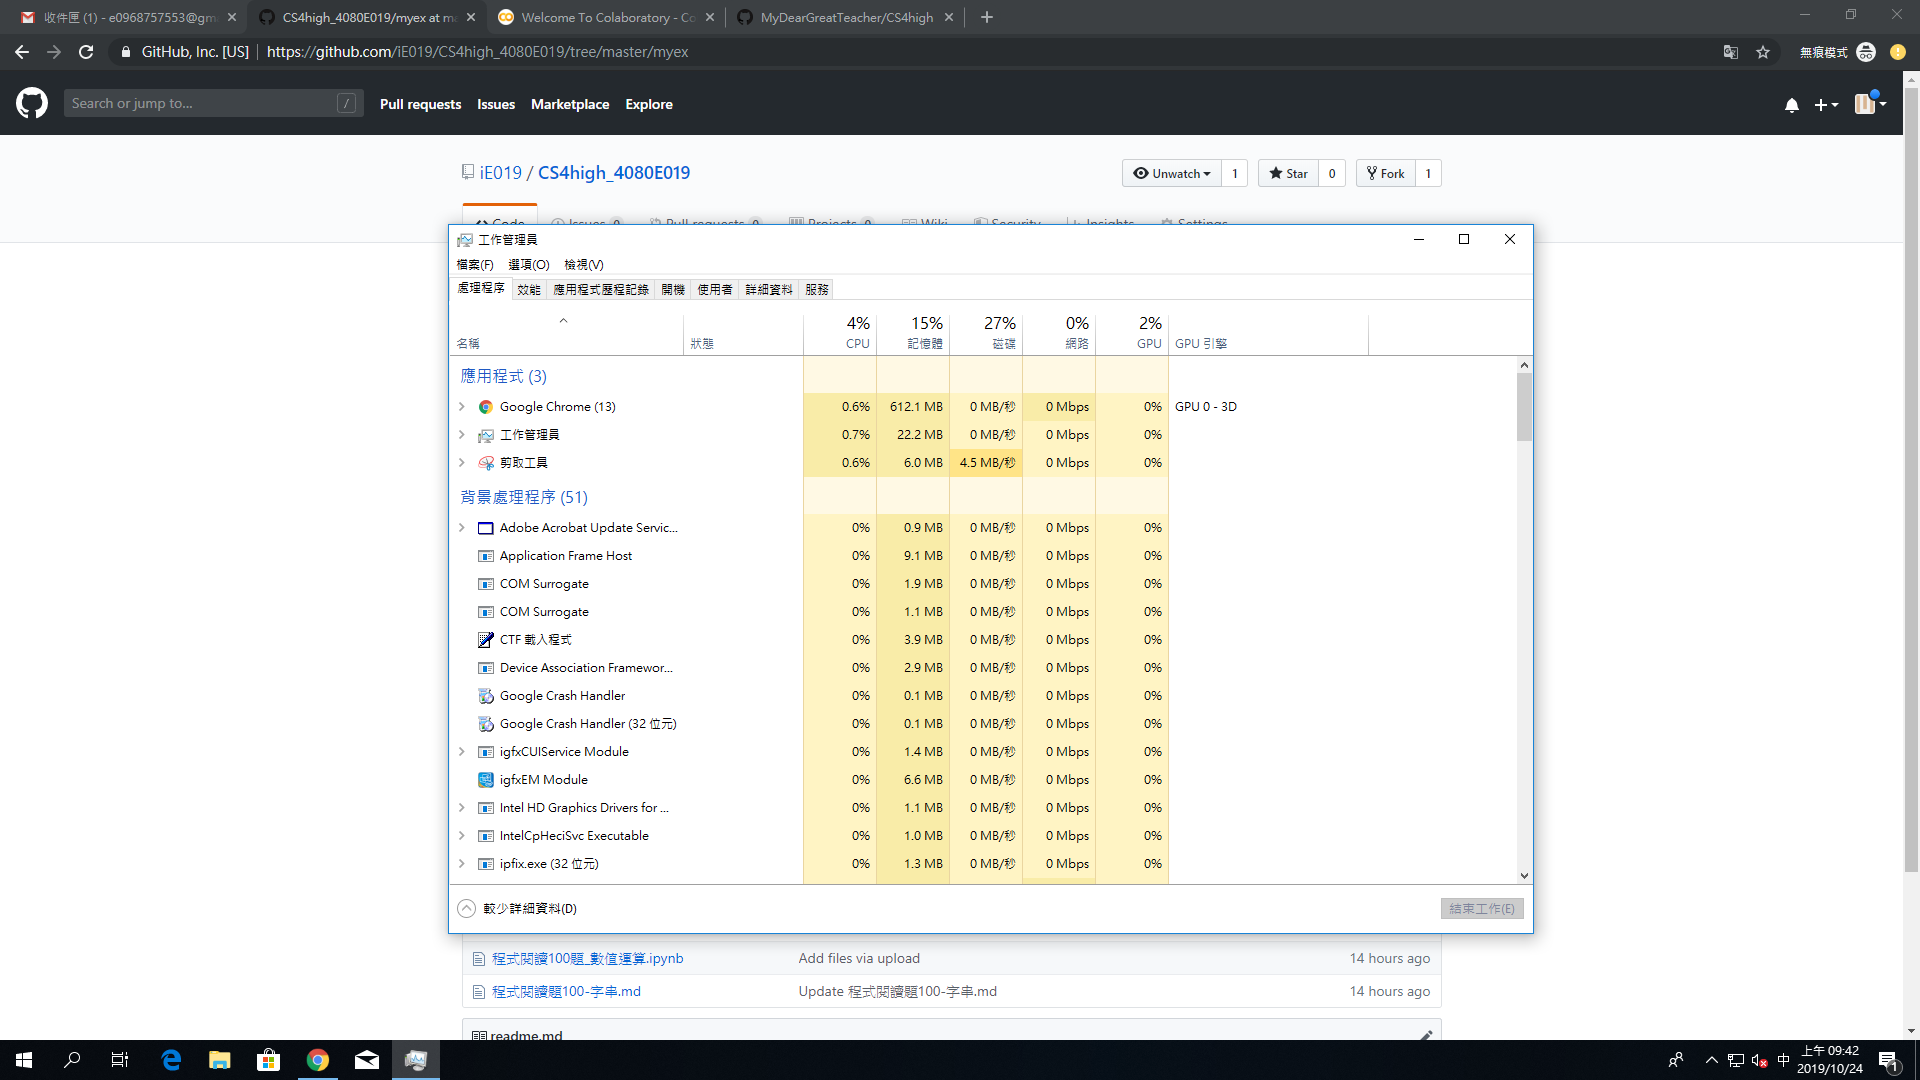 收件匣 (1) - e0968757553@gm
CS4high_4080E019/myex at ma
Welcome To Colaboratory - Co
MyDearGreatTeacher/CS4high
GitHub, Inc. [US]
https://github.com/iE019/CS4high_4080E019/tree/master/myex
無痕模式
Search or jump to...
/
Pull requests
Issues
Marketplace
Explore
iE019 / CS4high_4080E019
Unwatch 1
Star 0
Fork 1
Code
Issues 0
Pull requests 0
Projects 0
Wiki
Security
Insights
Settings
工作管理員
檔案(F) 選項(O) 檢視(V)
處理程序 效能 應用程式歷程記錄 開機 使用者 詳細資料 服務
4% 15% 27% 0% 2%
名稱 狀態 CPU 記憶體 磁碟 網路 GPU GPU 引擎
應用程式 (3)
Google Chrome (13) 0.6% 612.1 MB 0 MB/秒 0 Mbps 0% GPU 0 - 3D
工作管理員 0.7% 22.2 MB 0 MB/秒 0 Mbps 0%
剪取工具 0.6% 6.0 MB 4.5 MB/秒 0 Mbps 0%
背景處理程序 (51)
Adobe Acrobat Update Servic... 0% 0.9 MB 0 MB/秒 0 Mbps 0%
Application Frame Host 0% 9.1 MB 0 MB/秒 0 Mbps 0%
COM Surrogate 0% 1.9 MB 0 MB/秒 0 Mbps 0%
COM Surrogate 0% 1.1 MB 0 MB/秒 0 Mbps 0%
CTF 載入程式 0% 3.9 MB 0 MB/秒 0 Mbps 0%
Device Association Framewor... 0% 2.9 MB 0 MB/秒 0 Mbps 0%
Google Crash Handler 0% 0.1 MB 0 MB/秒 0 Mbps 0%
Google Crash Handler (32 位元) 0% 0.1 MB 0 MB/秒 0 Mbps 0%
igfxCUIService Module 0% 1.4 MB 0 MB/秒 0 Mbps 0%
igfxEM Module 0% 6.6 MB 0 MB/秒 0 Mbps 0%
Intel HD Graphics Drivers for ... 0% 1.1 MB 0 MB/秒 0 Mbps 0%
IntelCpHeciSvc Executable 0% 1.0 MB 0 MB/秒 0 Mbps 0%
ipfix.exe (32 位元) 0% 1.3 MB 0 MB/秒 0 Mbps 0%
較少詳細資料(D)
結束工作(E)
程式閱讀100題_數值運算.ipynb Add files via upload 14 hours ago
程式閱讀題100-字串.md Update 程式閱讀題100-字串.md 14 hours ago
readme.md
中
上午 09:42
2019/10/24
1